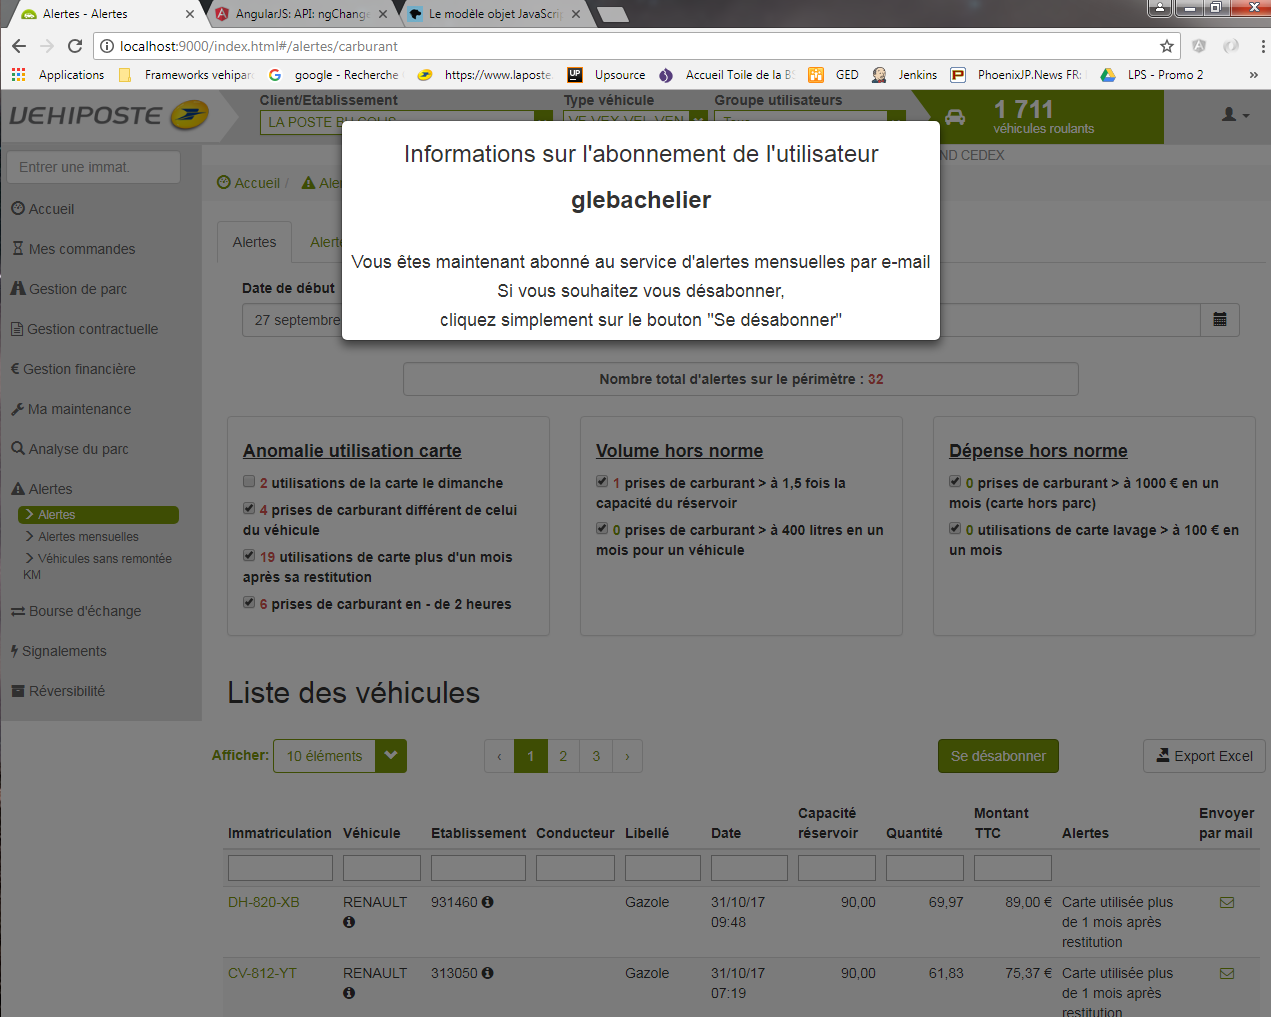 Alertes - Alertes
AngularJS: API: ngChange
Le modèle objet JavaScrip
localhost:9000/index.html#/alertes/carburant
Applications
Frameworks vehipar
google - Recherche
https://www.laposte.
UP
Upsource
Accueil Toile de la B
GED
Jenkins
PhoenixJP.News FR:
LPS - Promo 2
»
VEHIPOSTE
Client/Etablissement
Type véhicule
Groupe utilisateurs
1 711
véhicules roulants
LA POSTE
ND CEDEX
Entrer une immat.
Accueil /
Informations sur l'abonnement de l'utilisateur
glebachelier
Vous êtes maintenant abonné au service d'alertes mensuelles par e-mail
Si vous souhaitez vous désabonner,
cliquez simplement sur le bouton "Se désabonner"
Accueil
Mes commandes
Gestion de parc
Gestion contractuelle
€ Gestion financière
Ma maintenance
Analyse du parc
Alertes
> Alertes
> Alertes mensuelles
> Véhicules sans remontée
KM
Bourse d'échange
Signalements
Réversibilité
Alertes
Date de début
27 septembre
Nombre total d'alertes sur le périmètre : 32
Anomalie utilisation carte
2 utilisations de la carte le dimanche
4 prises de carburant différent de celui
du véhicule
19 utilisations de carte plus d'un mois
après sa restitution
6 prises de carburant en - de 2 heures
Volume hors norme
1 prises de carburant > à 1,5 fois la
capacité du réservoir
0 prises de carburant > à 400 litres en un
mois pour un véhicule
Dépense hors norme
0 prises de carburant > à 1000 € en un
mois (carte hors parc)
0 utilisations de carte lavage > à 100 € en
un mois
Liste des véhicules
Afficher: 10 éléments
‹ 1 2 3 ›
Se désabonner
Export Excel
Immatriculation Véhicule Etablissement Conducteur Libellé Date Capacité réservoir Quantité Montant TTC Alertes Envoyer par mail
DH-820-XB RENAULT 931460 Gazole 31/10/17 90,00 69,97 89,00 € Carte utilisée plus
09:48 de 1 mois après
restitution
CV-812-YT RENAULT 313050 Gazole 31/10/17 90,00 61,83 75,37 € Carte utilisée plus
07:19 de 1 mois après
restitution